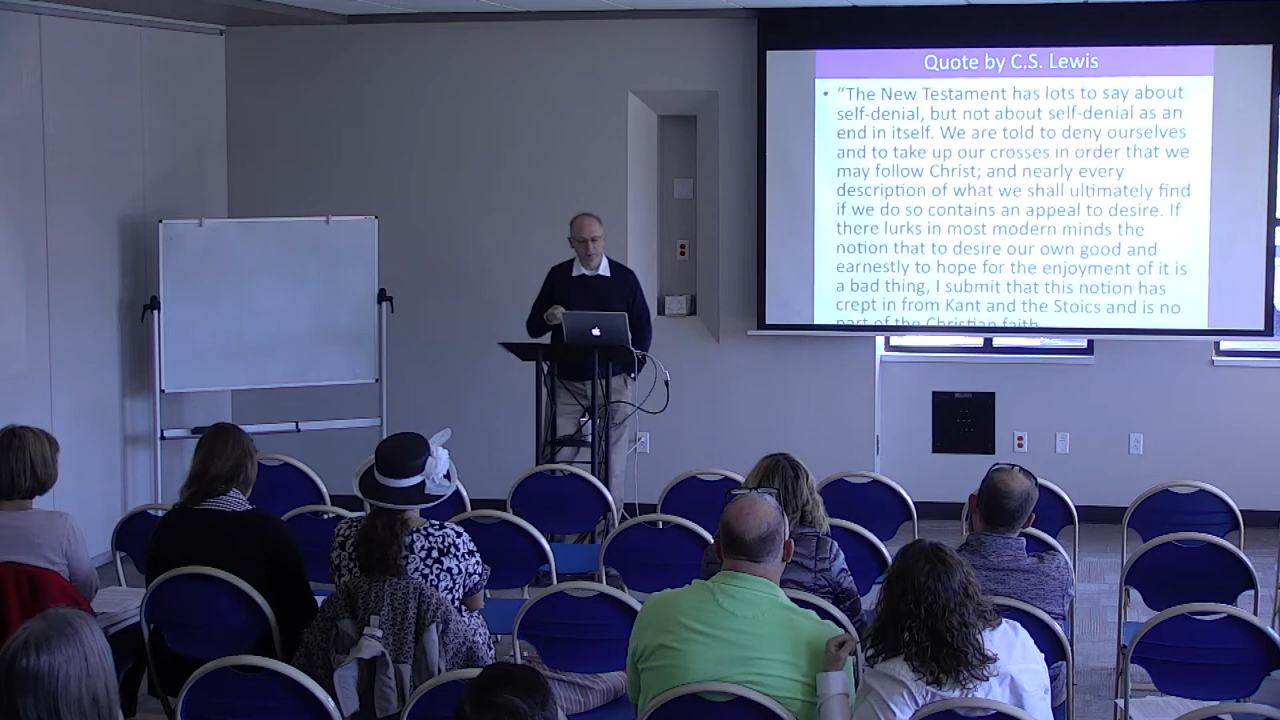 Quote by C.S. Lewis
• “The New Testament has lots to say about
self-denial, but not about self-denial as an
end in itself. We are told to deny ourselves
and to take up our crosses in order that we
may follow Christ; and nearly every
description of what we shall ultimately find
if we do so contains an appeal to desire. If
there lurks in most modern minds the
notion that to desire our own good and
earnestly to hope for the enjoyment of it is
a bad thing, I submit that this notion has
crept in from Kant and the Stoics and is no
part of the Christian faith